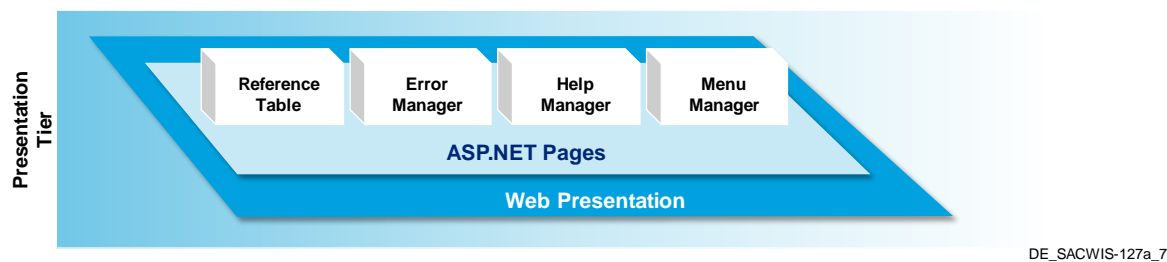 Presentation
Tier
Reference
Table
Error
Manager
Help
Manager
Menu
Manager
ASP.NET Pages
Web Presentation
DE_SACWIS-127a_7